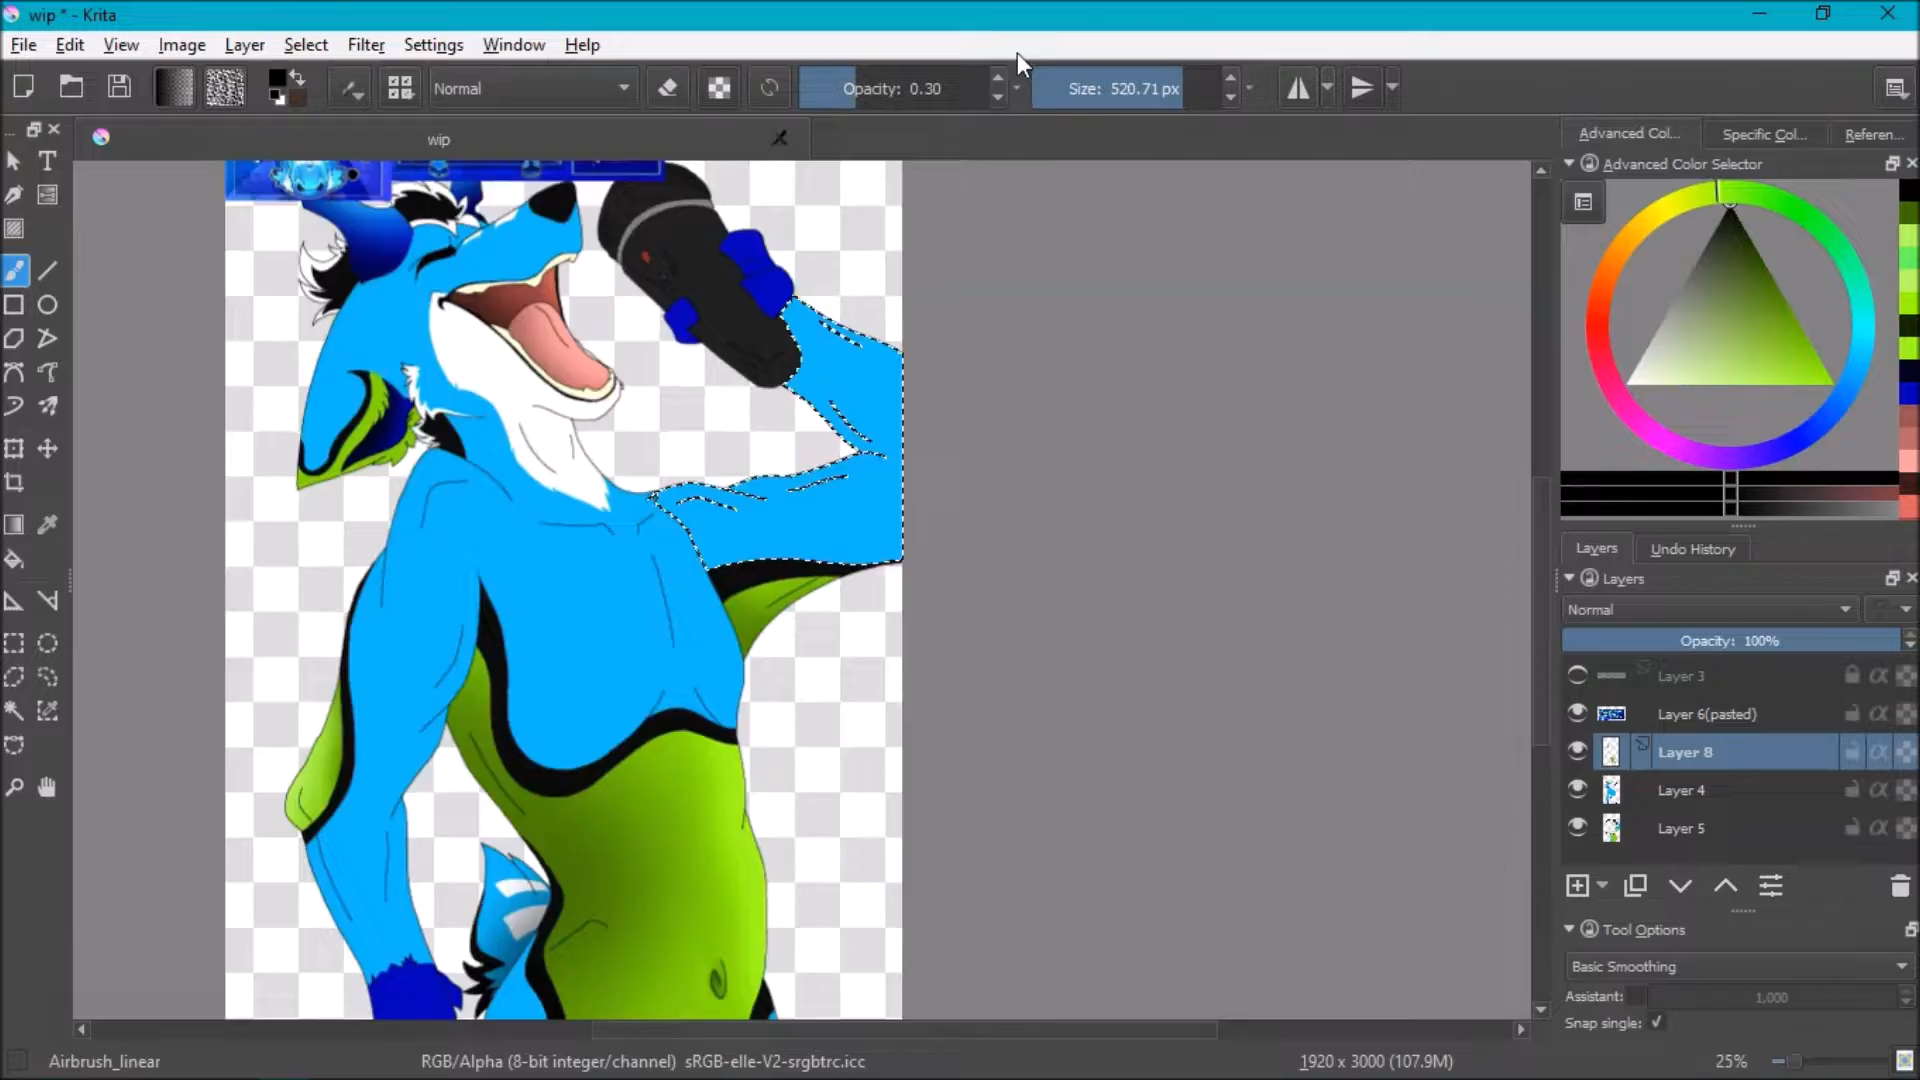 wip * - Krita
File Edit View Image Layer Select Filter Settings Window Help
Normal
Opacity: 0.30
Size: 520.71 px
wip
Advanced Col...
Specific Col...
Referen...
Advanced Color Selector
Layers
Undo History
Layers
Normal
Opacity: 100%
Layer 3
Layer 6(pasted)
Layer 8
Layer 4
Layer 5
Tool Options
Basic Smoothing
Assistant:
1,000
Snap single:
Airbrush_linear
RGB/Alpha (8-bit integer/channel) sRGB-elle-V2-srgbtrc.icc
1920 x 3000 (107.9M)
25%